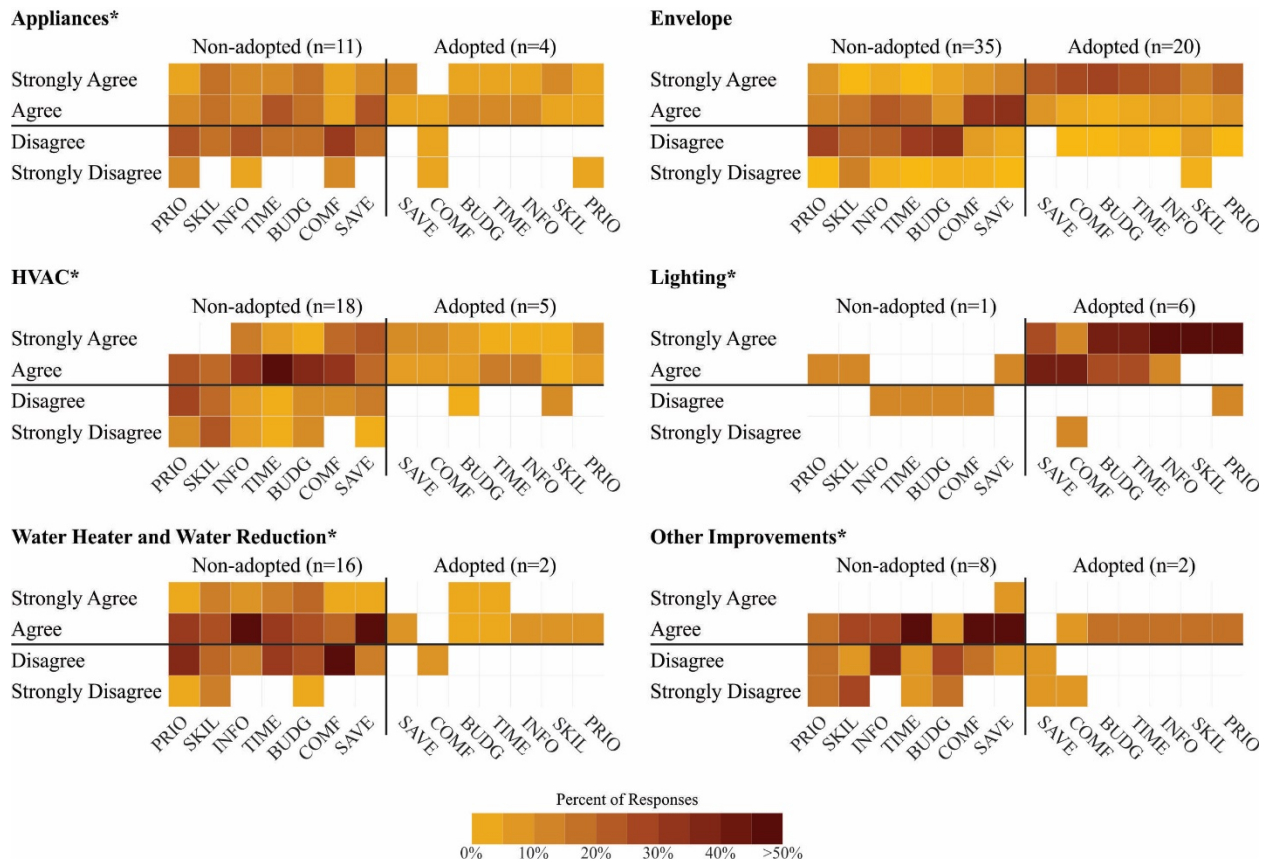 Appliances*
Non-adopted (n=11) Adopted (n=4)
Strongly Agree
Agree
Disagree
Strongly Disagree
PRIO SKIL INFO TIME BUDG COMF SAVE SAVE COMF BUDG TIME INFO SKIL PRIO
Envelope
Non-adopted (n=35) Adopted (n=20)
Strongly Agree
Agree
Disagree
Strongly Disagree
PRIO SKIL INFO TIME BUDG COMF SAVE SAVE COMF BUDG TIME INFO SKIL PRIO
HVAC*
Non-adopted (n=18) Adopted (n=5)
Strongly Agree
Agree
Disagree
Strongly Disagree
PRIO SKIL INFO TIME BUDG COMF SAVE SAVE COMF BUDG TIME INFO SKIL PRIO
Lighting*
Non-adopted (n=1) Adopted (n=6)
Strongly Agree
Agree
Disagree
Strongly Disagree
PRIO SKIL INFO TIME BUDG COMF SAVE SAVE COMF BUDG TIME INFO SKIL PRIO
Water Heater and Water Reduction*
Non-adopted (n=16) Adopted (n=2)
Strongly Agree
Agree
Disagree
Strongly Disagree
PRIO SKIL INFO TIME BUDG COMF SAVE SAVE COMF BUDG TIME INFO SKIL PRIO
Other Improvements*
Non-adopted (n=8) Adopted (n=2)
Strongly Agree
Agree
Disagree
Strongly Disagree
PRIO SKIL INFO TIME BUDG COMF SAVE SAVE COMF BUDG TIME INFO SKIL PRIO
Percent of Responses
0% 10% 20% 30% 40% >50%